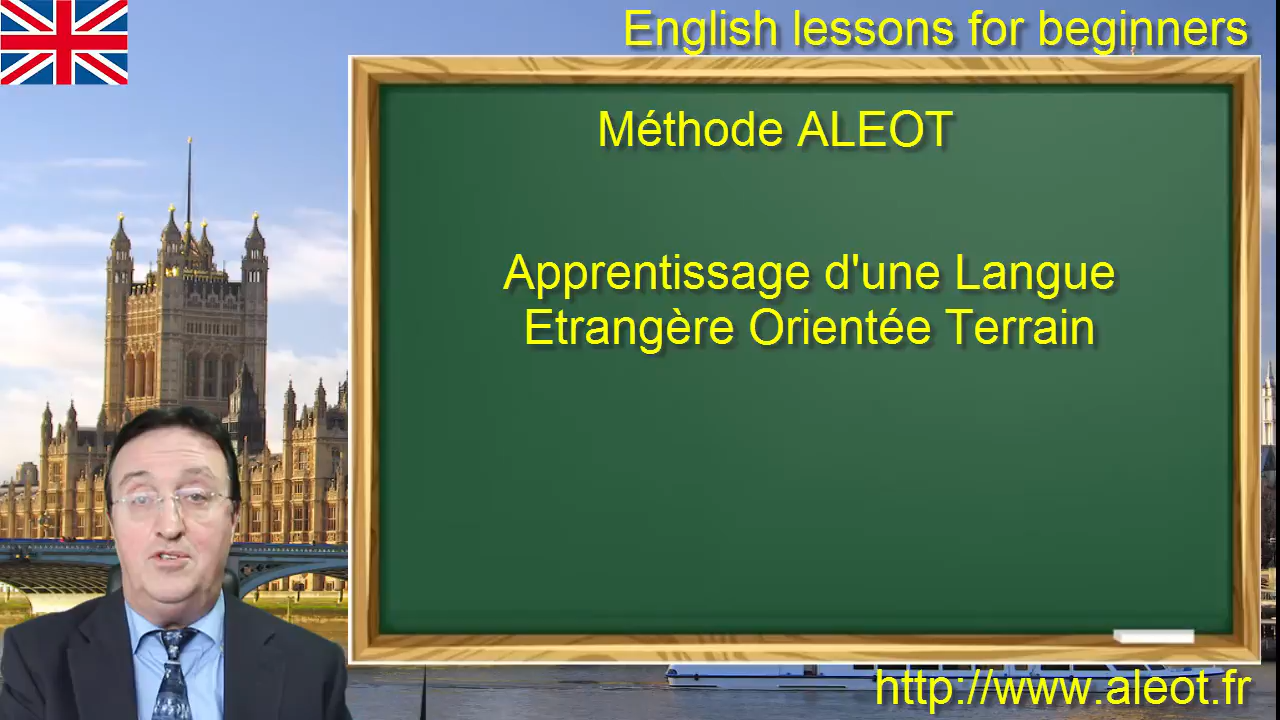 English lessons for beginners
Méthode ALEOT
Apprentissage d'une Langue
Etrangère Orientée Terrain
http://www.aleot.fr